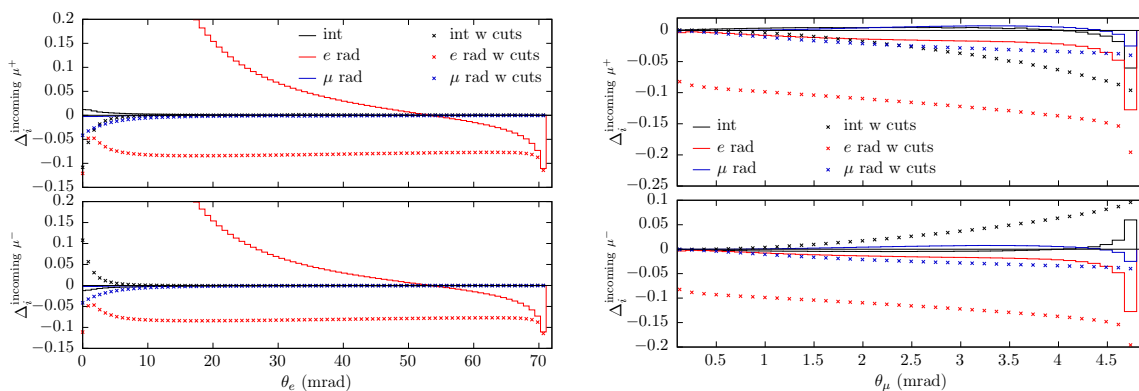 0.2
0.15
0.1
0.05
0
−0.05
−0.1
0.15
Δ_i^{incoming μ⁺}
int
e rad
μ rad
int w cuts
e rad w cuts
μ rad w cuts
0.2
0.15
0.1
0.05
0
−0.05
−0.1
−0.15
Δ_i^{incoming μ⁻}
0 10 20 30 40 50 60 70
θ_e (mrad)
0
−0.05
−0.1
−0.15
−0.2
−0.25
Δ_i^{incoming μ⁺}
int
e rad
μ rad
int w cuts
e rad w cuts
μ rad w cuts
0.1
0.05
0
−0.05
−0.1
−0.15
−0.2
Δ_i^{incoming μ⁻}
0.5 1 1.5 2 2.5 3 3.5 4 4.5
θ_μ (mrad)